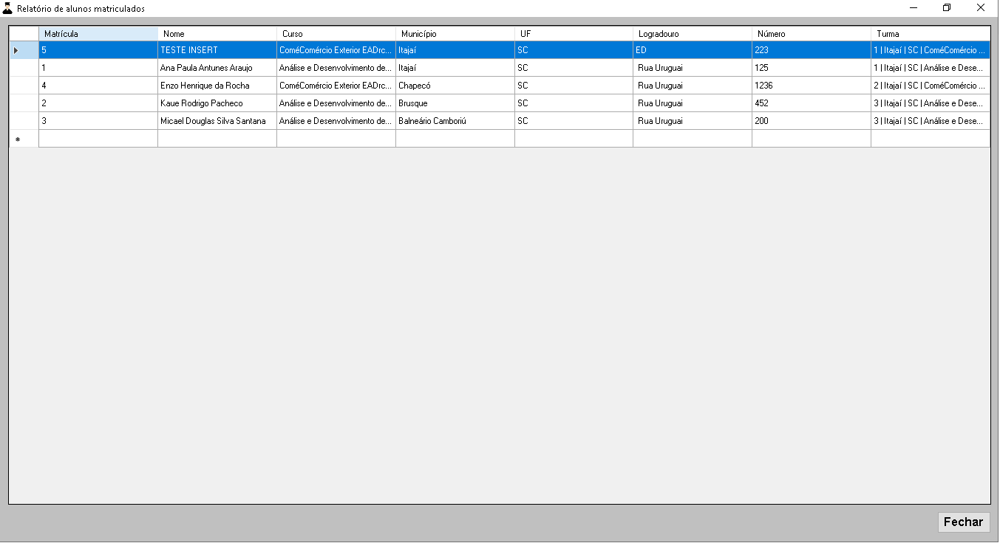 Relatório de alunos matriculados
Matrícula Nome Curso Município UF Logradouro Número Turma
5 TESTE INSERT ComéComércio Exterior EADrc... Itajaí SC ED 223 1 | Itajaí | SC | ComéComércio ...
1 Ana Paula Antunes Araujo Análise e Desenvolvimento de... Itajaí SC Rua Uruguai 125 1 | Itajaí | SC | Análise e Dese...
4 Enzo Henrique da Rocha ComéComércio Exterior EADrc... Chapecó SC Rua Uruguai 1236 2 | Itajaí | SC | ComéComércio ...
2 Kaue Rodrigo Pacheco Análise e Desenvolvimento de... Brusque SC Rua Uruguai 452 3 | Itajaí | SC | Análise e Dese...
3 Micael Douglas Silva Santana Análise e Desenvolvimento de... Balneário Camboriú SC Rua Uruguai 200 3 | Itajaí | SC | Análise e Dese...
Fechar